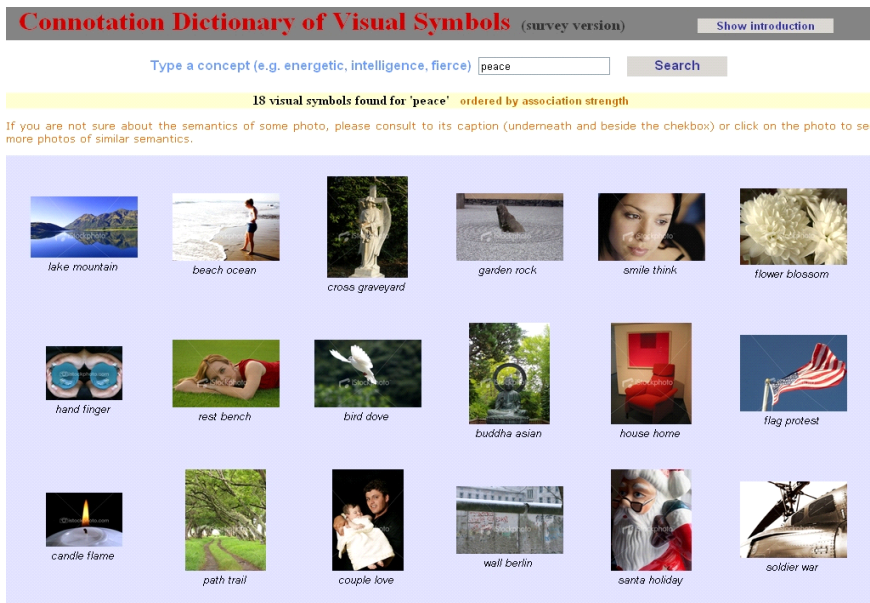 Connotation Dictionary of Visual Symbols (survey version)
Show introduction
Type a concept (e.g. energetic, intelligence, fierce) peace Search
18 visual symbols found for 'peace' ordered by association strength
If you are not sure about the semantics of some photo, please consult to its caption (underneath and beside the chekbox) or click on the photo to se
more photos of similar semantics.
lake mountain
beach ocean
cross graveyard
garden rock
smile think
flower blossom
hand finger
rest bench
bird dove
buddha asian
house home
flag protest
candle flame
path trail
couple love
wall berlin
santa holiday
soldier war